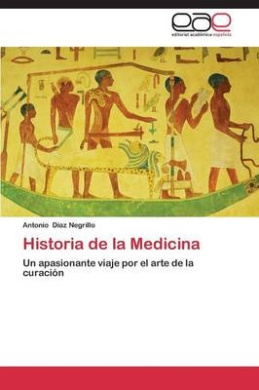 eae
editorial académica española
Antonio Díaz Negrillo
Historia de la Medicina
Un apasionante viaje por el arte de la
curación